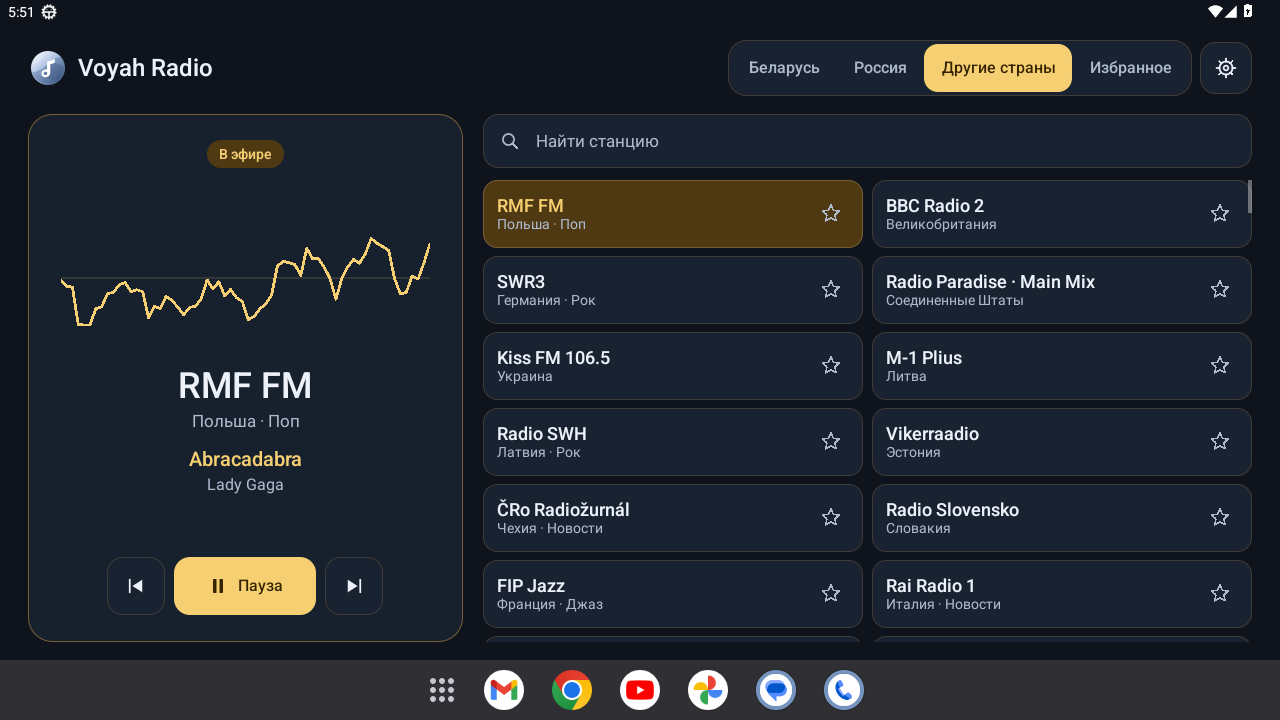 5:51
Voyah Radio
Беларусь
Россия
Другие страны
Избранное
В эфире
RMF FM
Польша · Поп
Abracadabra
Lady Gaga
Пауза
Найти станцию
RMF FM
Польша · Поп
BBC Radio 2
Великобритания
SWR3
Германия · Рок
Radio Paradise · Main Mix
Соединенные Штаты
Kiss FM 106.5
Украина
M-1 Plius
Литва
Radio SWH
Латвия · Рок
Vikerraadio
Эстония
ČRo Radiožurnál
Чехия · Новости
Radio Slovensko
Словакия
FIP Jazz
Франция · Джаз
Rai Radio 1
Италия · Новости